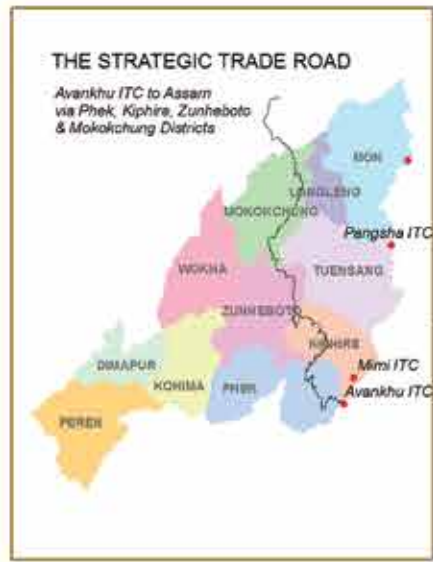 THE STRATEGIC TRADE ROAD
Avankhu ITC to Assam
via Phek, Kiphire, Zunheboto
& Mokokchung Districts
MON
LONGLENG
MOKOKCHUNG
Pangsha ITC
WOKHA
TUENSANG
ZUNHEBOTO
KIPHIRE
DIMAPUR
Mimi ITC
KOHIMA
PHEK
Avankhu ITC
PEREN